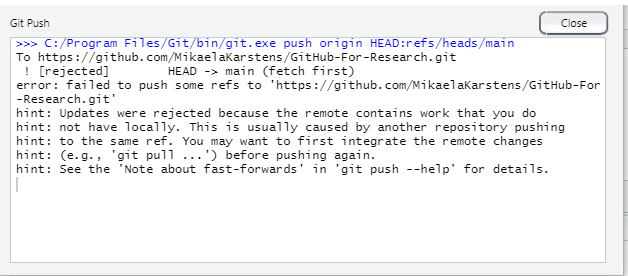 Git Push
Close
>>> C:/Program Files/Git/bin/git.exe push origin HEAD:refs/heads/main
To https://github.com/MikaelaKarstens/GitHub-For-Research.git
 ! [rejected]        HEAD -> main (fetch first)
error: failed to push some refs to 'https://github.com/MikaelaKarstens/GitHub-For
-Research.git'
hint: Updates were rejected because the remote contains work that you do
hint: not have locally. This is usually caused by another repository pushing
hint: to the same ref. You may want to first integrate the remote changes
hint: (e.g., 'git pull ...') before pushing again.
hint: See the 'Note about fast-forwards' in 'git push --help' for details.